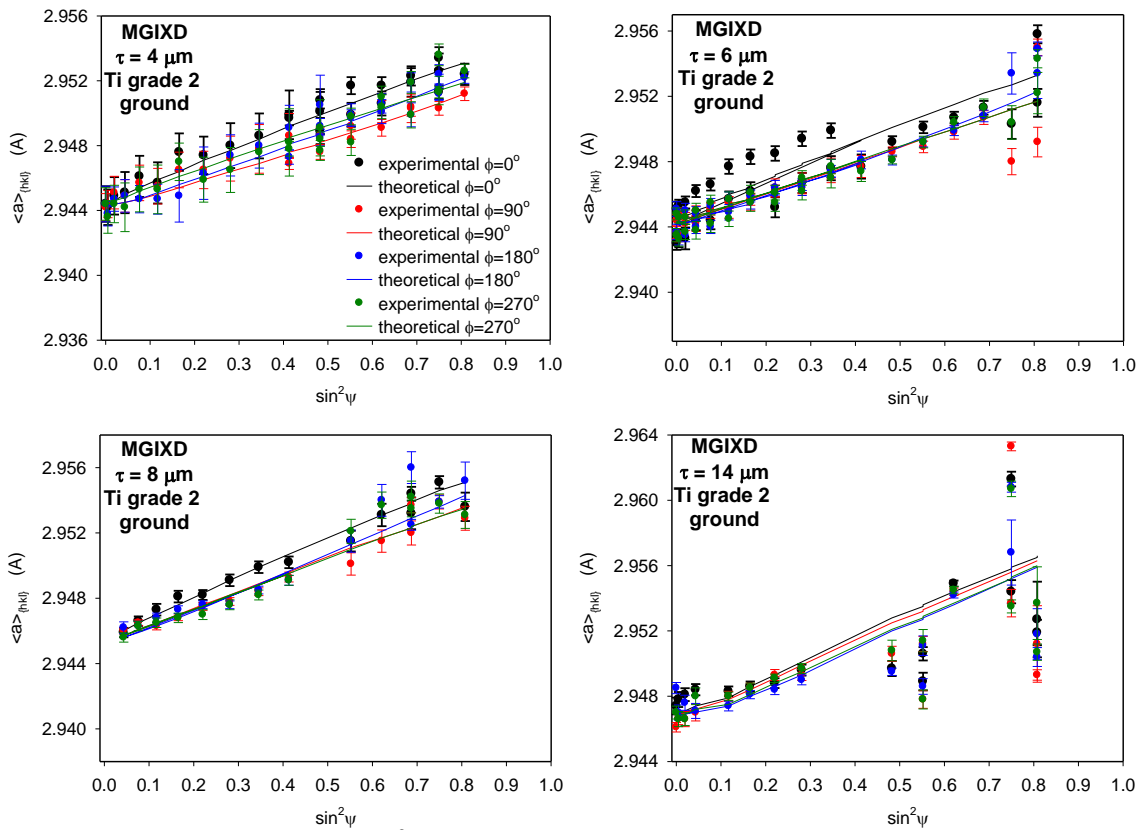 MGIXD
τ = 4 μm
Ti grade 2
ground
<a>{hkl} (A)
2.956
2.952
2.948
2.944
2.940
2.936
experimental ϕ=0°
theoretical ϕ=0°
experimental ϕ=90°
theoretical ϕ=90°
experimental ϕ=180°
theoretical ϕ=180°
experimental ϕ=270°
theoretical ϕ=270°
0.0 0.1 0.2 0.3 0.4 0.5 0.6 0.7 0.8 0.9 1.0
sin²ψ
MGIXD
τ = 6 μm
Ti grade 2
ground
<a>{hkl} (A)
2.956
2.952
2.948
2.944
2.940
0.0 0.1 0.2 0.3 0.4 0.5 0.6 0.7 0.8 0.9 1.0
sin²ψ
MGIXD
τ = 8 μm
Ti grade 2
ground
<a>{hkl} (A)
2.956
2.952
2.948
2.944
2.940
0.0 0.1 0.2 0.3 0.4 0.5 0.6 0.7 0.8 0.9 1.0
sin²ψ
MGIXD
τ = 14 μm
Ti grade 2
ground
<a>{hkl} (A)
2.964
2.960
2.956
2.952
2.948
2.944
0.0 0.1 0.2 0.3 0.4 0.5 0.6 0.7 0.8 0.9 1.0
sin²ψ